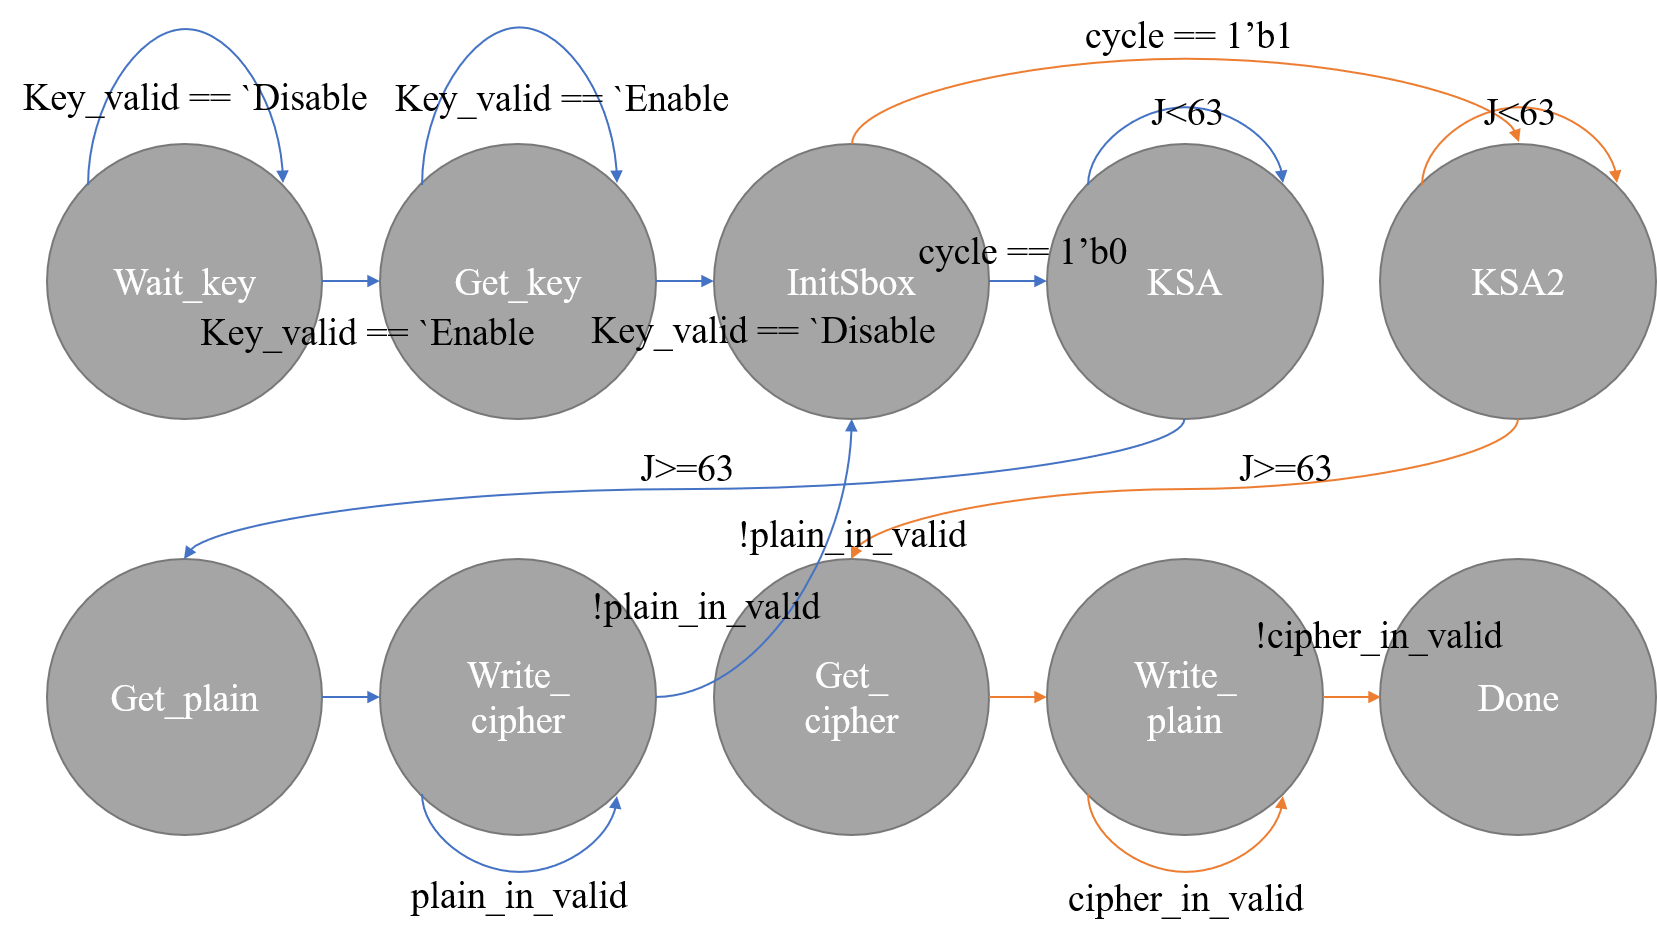 cycle == 1’b1
Key_valid == `Disable
Key_valid == `Enable
J<63
J<63
cycle == 1’b0
Wait_key
Get_key
InitSbox
KSA
KSA2
Key_valid == `Enable
Key_valid == `Disable
J>=63
J>=63
!plain_in_valid
!plain_in_valid
!cipher_in_valid
Get_plain
Write_
cipher
Get_
cipher
Write_
plain
Done
plain_in_valid
cipher_in_valid